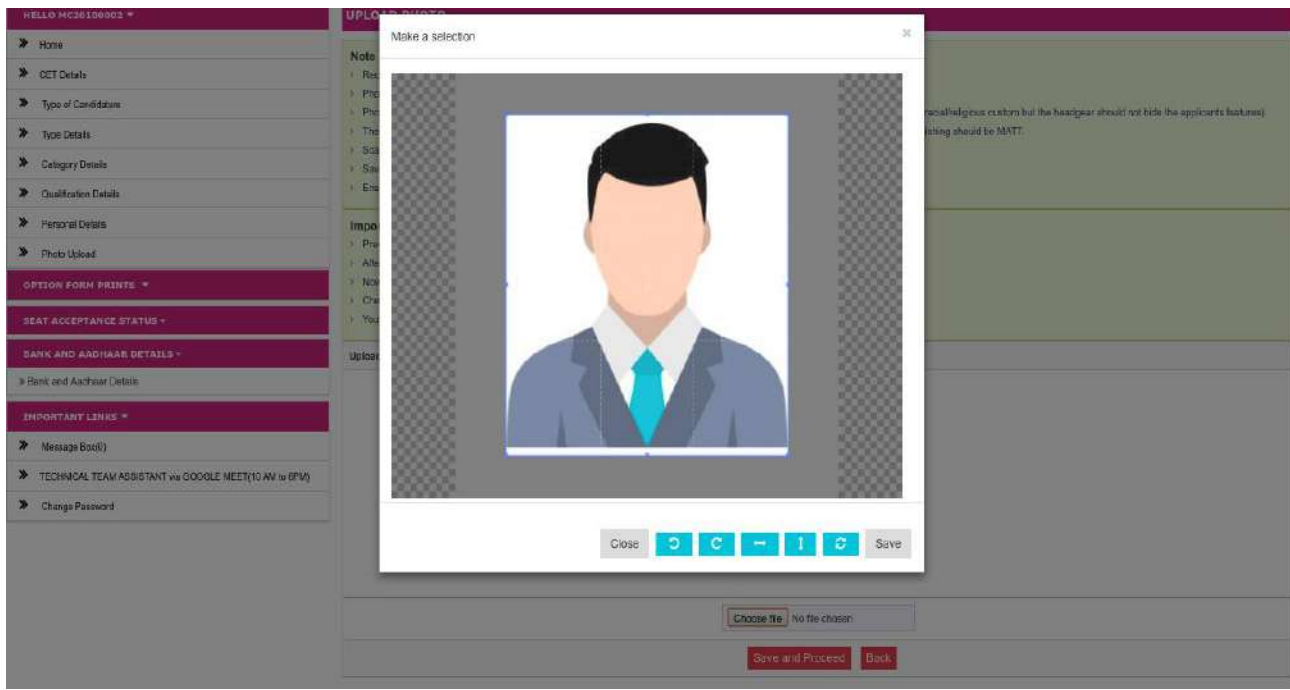 HELLO MC26100002
Home
CET Details
Type of Candidature
Type Details
Category Details
Qualification Details
Personal Details
Photo Upload
OPTION FORM PRINTS
SEAT ACCEPTANCE STATUS
BANK AND AADHAAR DETAILS
» Bank and Aadhaar Details
IMPORTANT LINKS
Message Box(0)
TECHNICAL TEAM ASSISTANT via GOOGLE MEET(10 AM to 6PM)
Change Password
UPLOAD PHOTO
Make a selection
×
Note
racial/religious custom but the headgear should not hide the applicants features)
should be MATT.
Impo
Close
Save
Choose file No file chosen
Save and Proceed Back